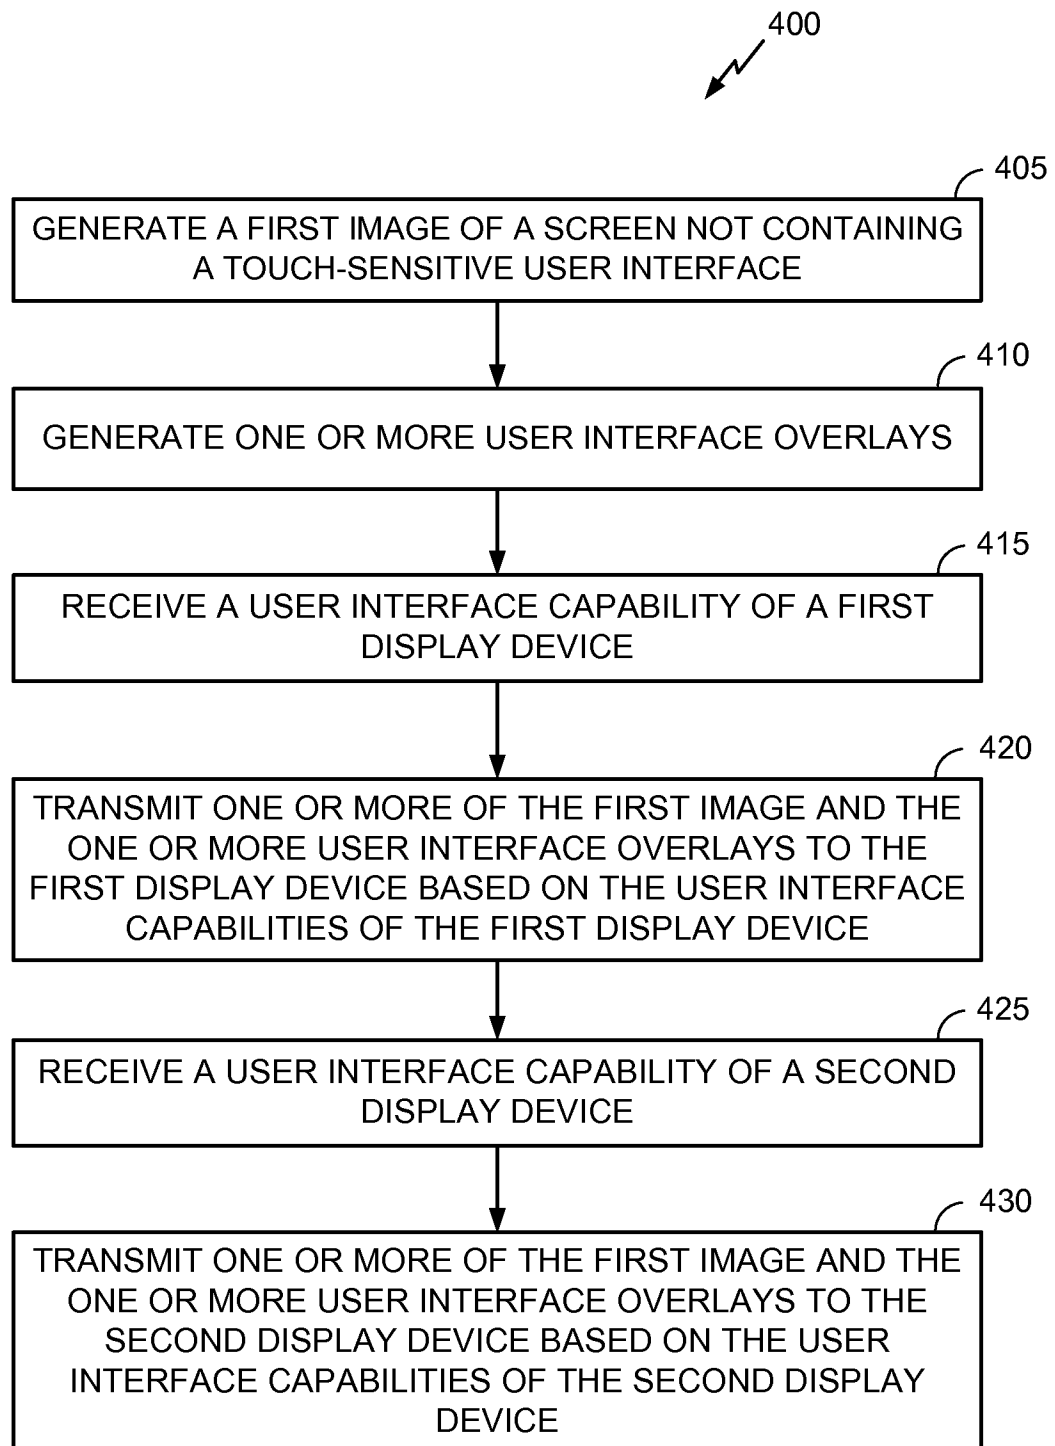 400
405
GENERATE A FIRST IMAGE OF A SCREEN NOT CONTAINING
A TOUCH-SENSITIVE USER INTERFACE
410
GENERATE ONE OR MORE USER INTERFACE OVERLAYS
415
RECEIVE A USER INTERFACE CAPABILITY OF A FIRST
DISPLAY DEVICE
420
TRANSMIT ONE OR MORE OF THE FIRST IMAGE AND THE
ONE OR MORE USER INTERFACE OVERLAYS TO THE
FIRST DISPLAY DEVICE BASED ON THE USER INTERFACE
CAPABILITIES OF THE FIRST DISPLAY DEVICE
425
RECEIVE A USER INTERFACE CAPABILITY OF A SECOND
DISPLAY DEVICE
430
TRANSMIT ONE OR MORE OF THE FIRST IMAGE AND THE
ONE OR MORE USER INTERFACE OVERLAYS TO THE
SECOND DISPLAY DEVICE BASED ON THE USER
INTERFACE CAPABILITIES OF THE SECOND DISPLAY
DEVICE